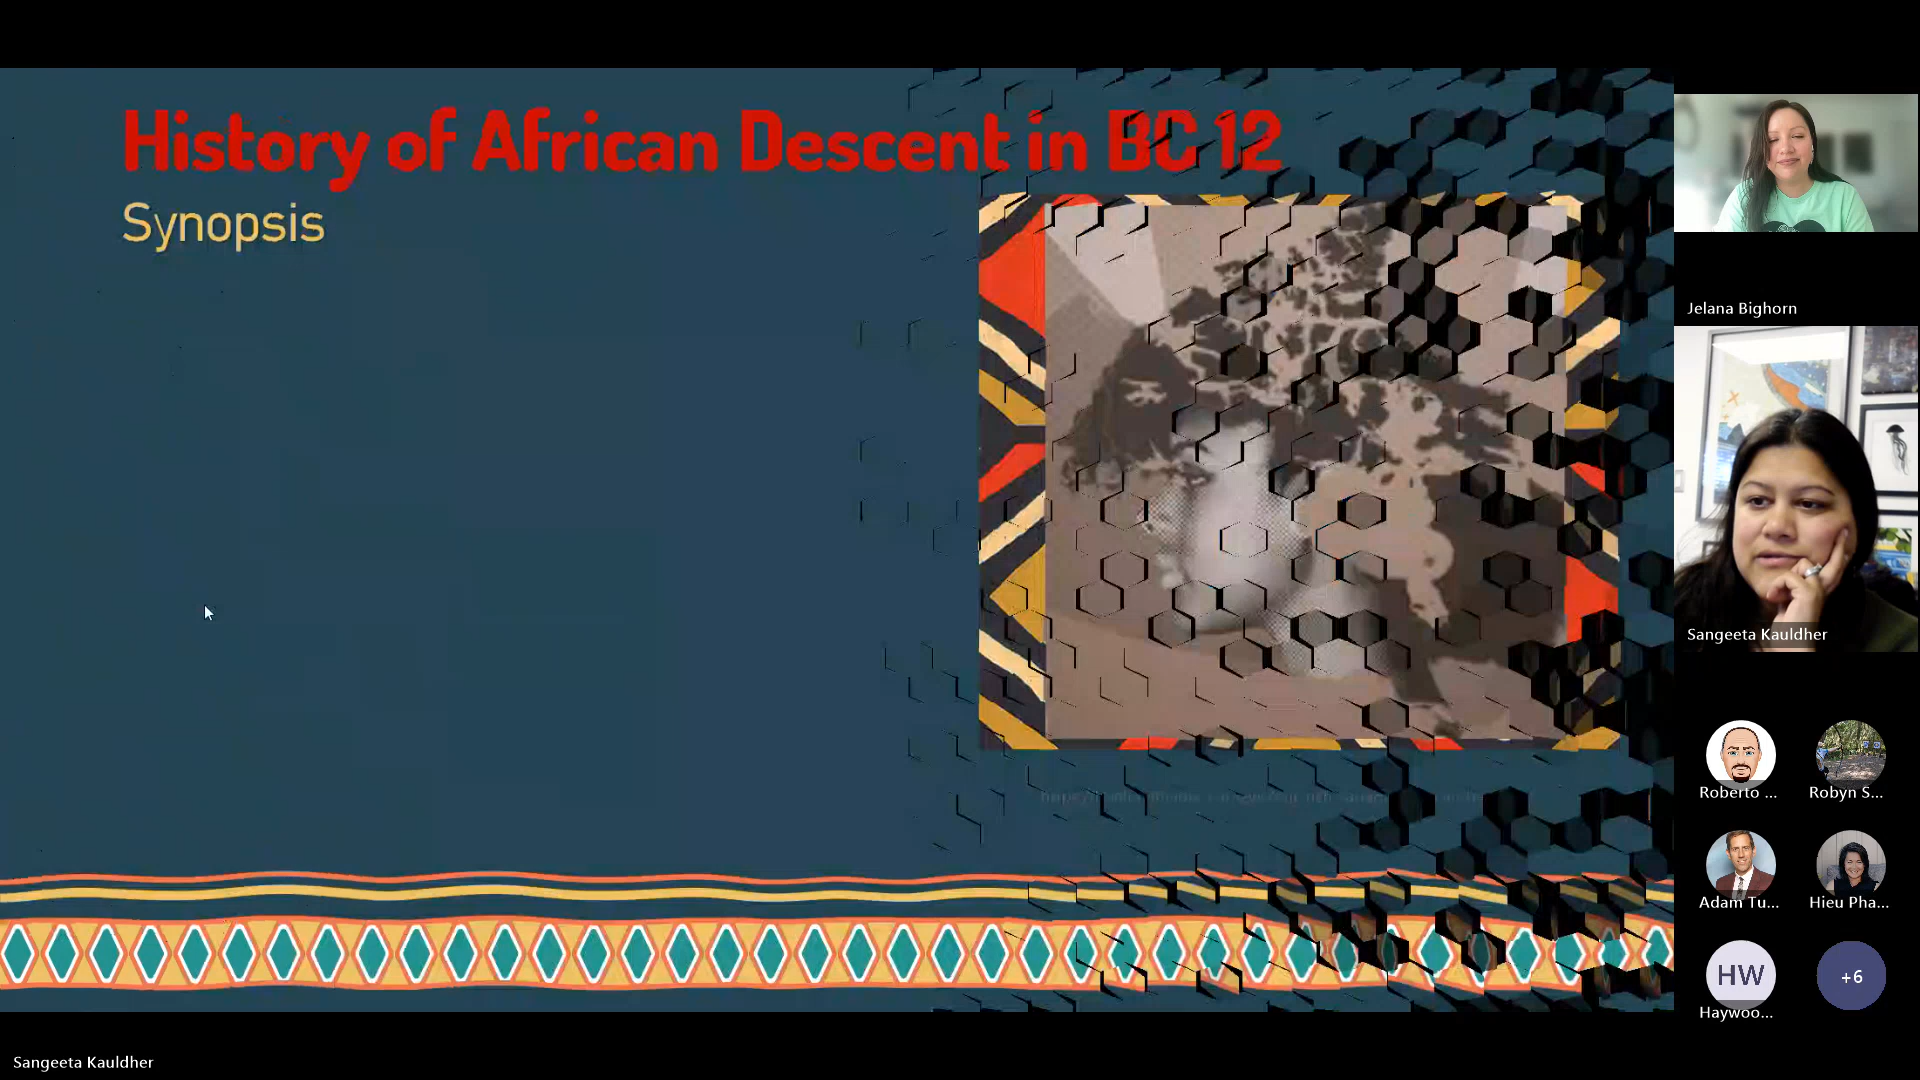 History of African Descent in BC 12
Synopsis
Jelana Bighorn
Sangeeta Kauldher
Roberto ...
Robyn S...
Adam Tu...
Hieu Pha...
HW
Haywoo...
+6
Sangeeta Kauldher